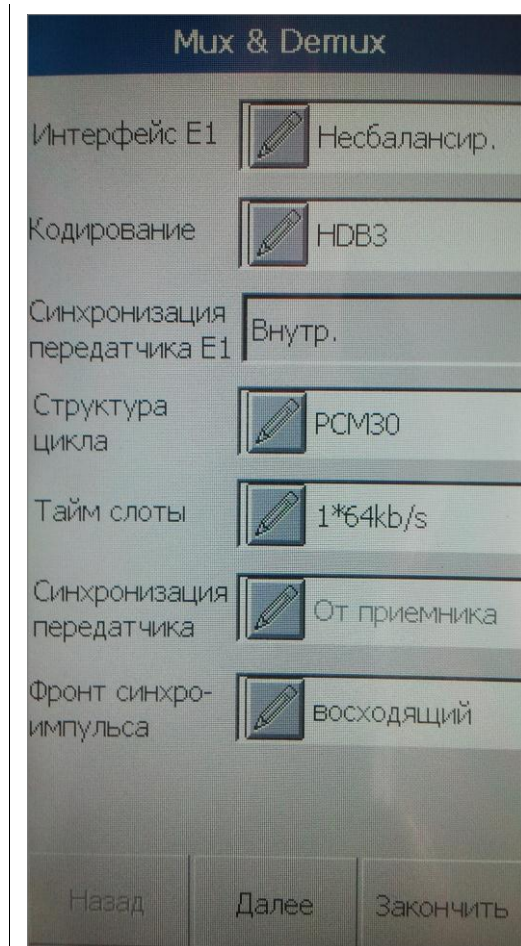 Mux & Demux
Интерфейс E1
Несбалансир.
Кодирование
HDB3
Синхронизация
передатчика E1
Внутр.
Структура
цикла
PCM30
Тайм слоты
1*64kb/s
Синхронизация
передатчика
От приемника
Фронт синхро-
импульса
восходящий
Назад
Далее
Закончить